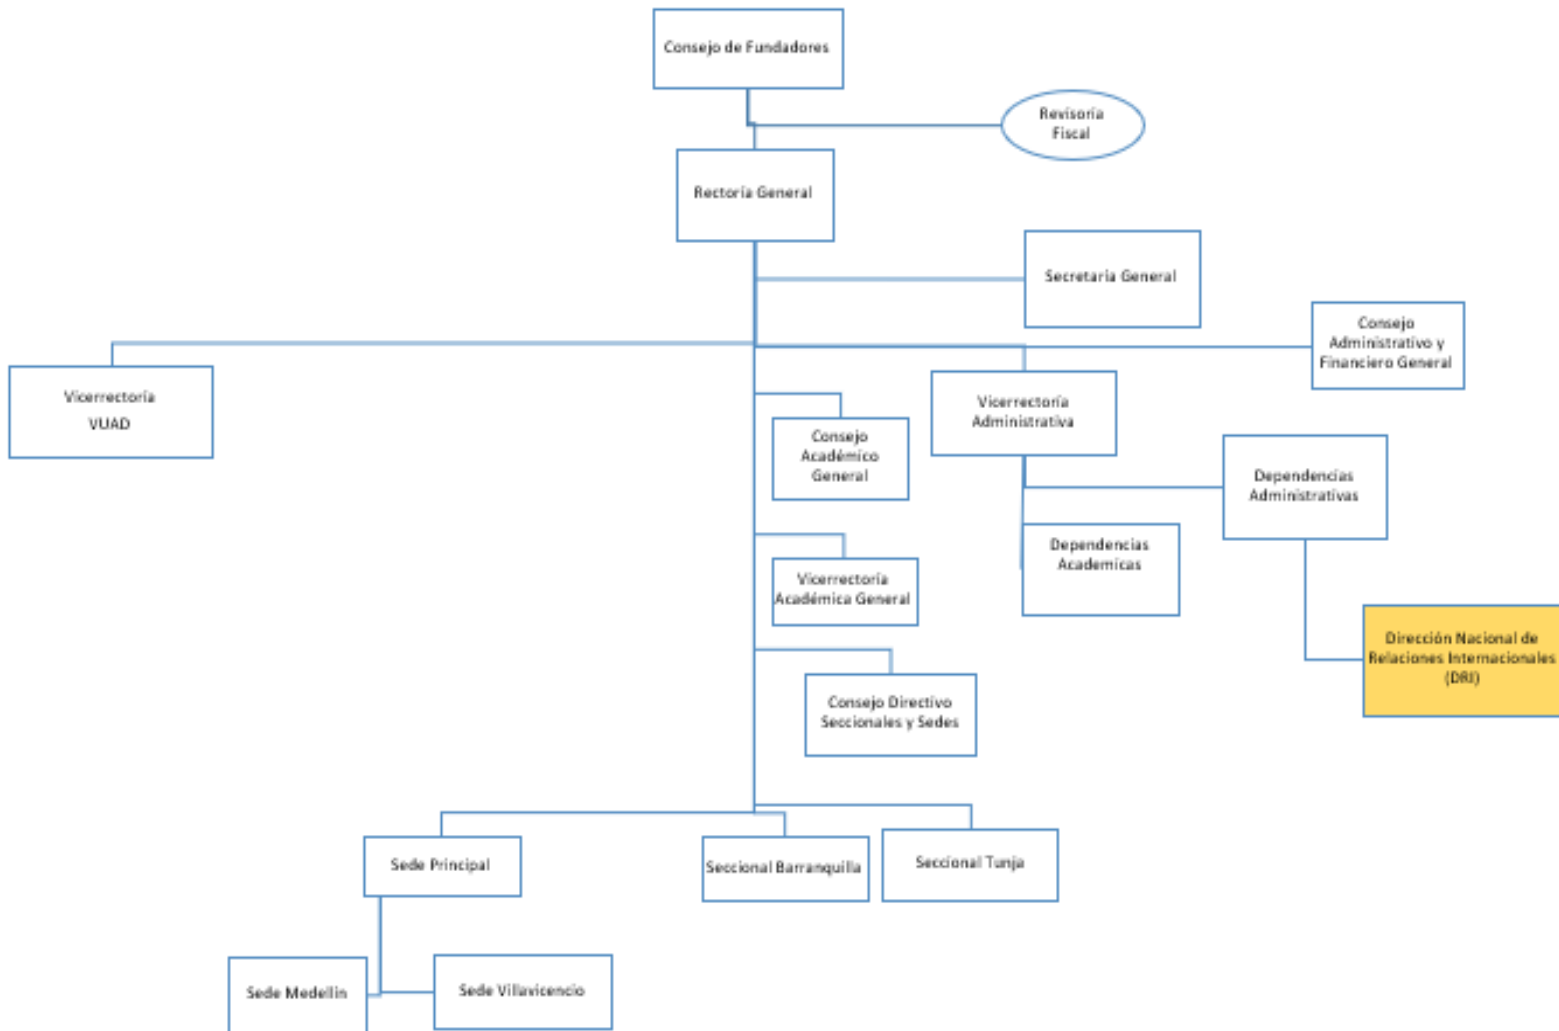 Consejo de Fundadores
Revisoría
Fiscal
Rectoría General
Secretaría General
Consejo
Administrativo y
Financiero General
Vicerrectoría
VUAD
Vicerrectoría
Administrativa
Consejo
Académico
General
Dependencias
Administrativas
Dependencias
Academicas
Vicerrectoría
Académica General
Dirección Nacional de
Relaciones Internacionales
(DRI)
Consejo Directivo
Seccionales y Sedes
Sede Principal
Seccional Barranquilla
Seccional Tunja
Sede Medellín
Sede Villavicencio